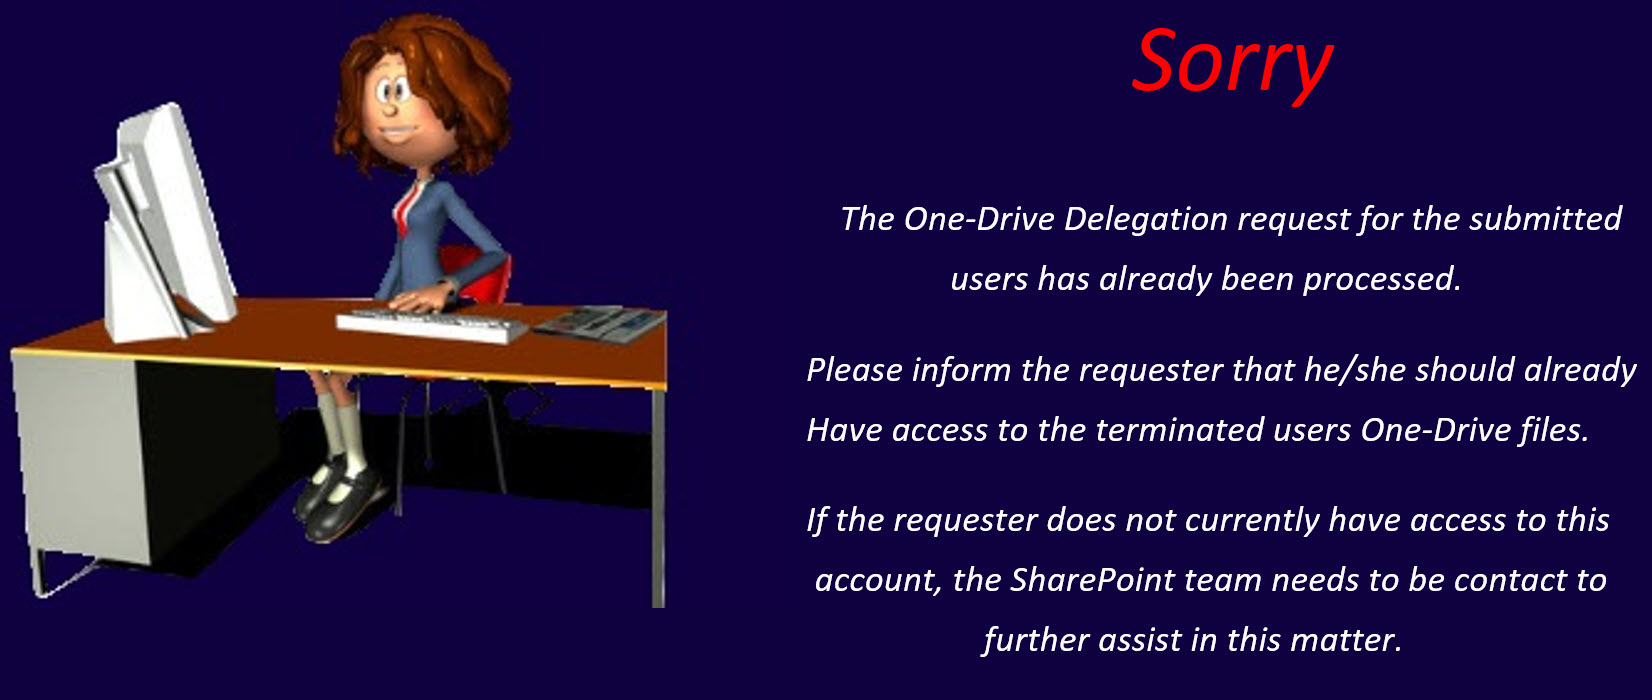 Sorry
The One-Drive Delegation request for the submitted
users has already been processed.
Please inform the requester that he/she should already
Have access to the terminated users One-Drive files.
If the requester does not currently have access to this
account, the SharePoint team needs to be contact to
further assist in this matter.